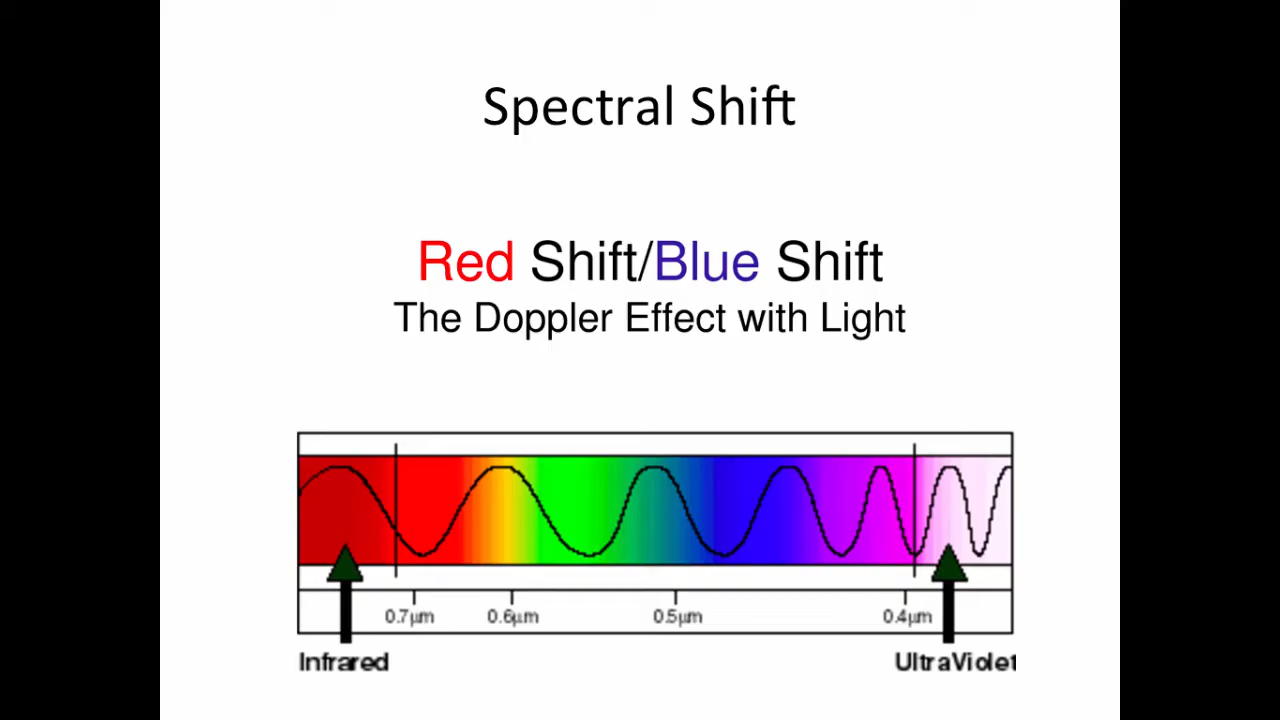 Spectral Shift
Red Shift/Blue Shift
The Doppler Effect with Light
0.7μm 0.6μm 0.5μm 0.4μm
Infrared UltraViolet